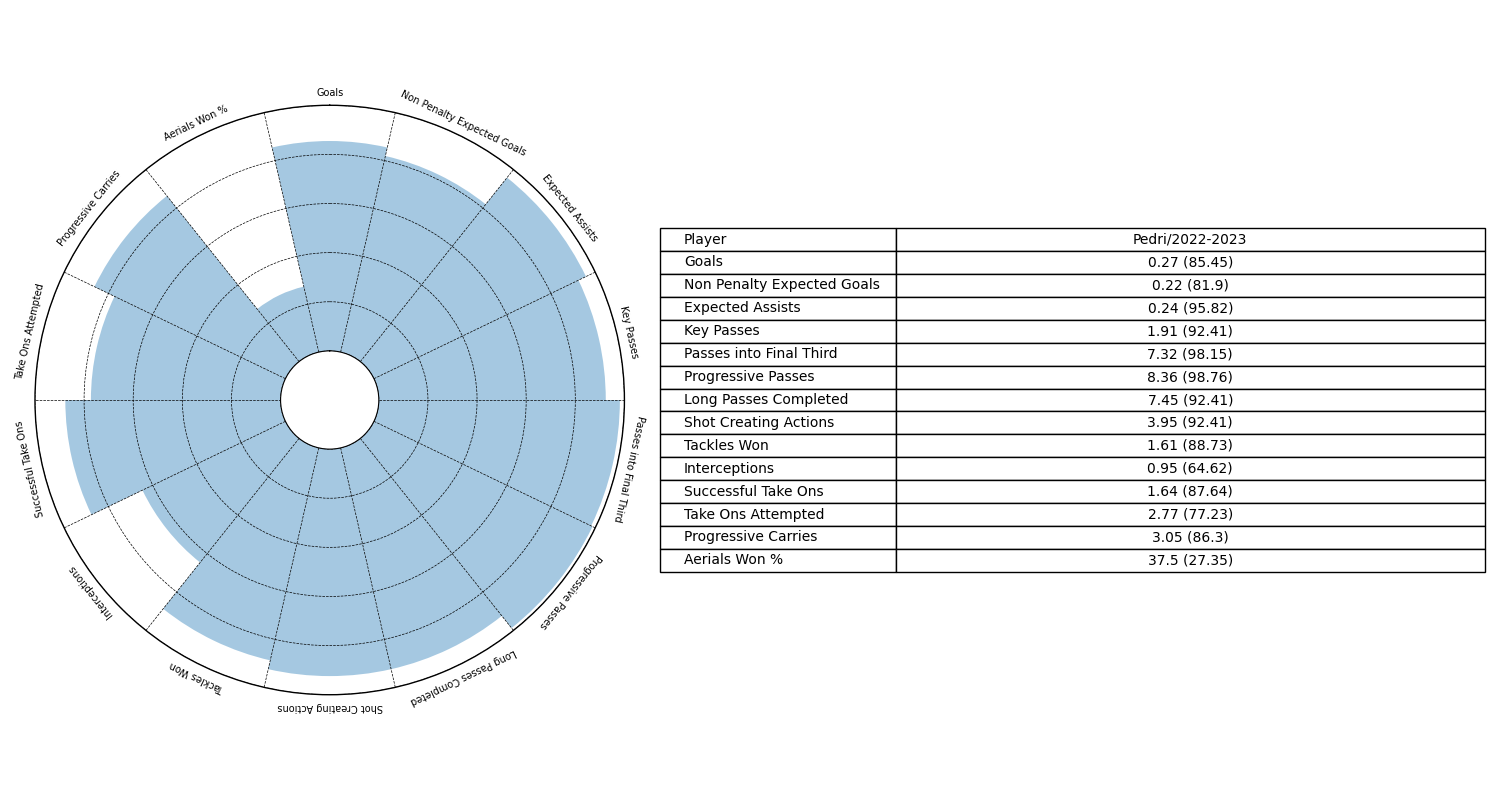 Goals
Non Penalty Expected Goals
Expected Assists
Key Passes
Passes into Final Third
Progressive Passes
Long Passes Completed
Shot Creating Actions
Tackles Won
Interceptions
Successful Take Ons
Take Ons Attempted
Progressive Carries
Aerials Won %
Player Pedri/2022-2023
Goals 0.27 (85.45)
Non Penalty Expected Goals 0.22 (81.9)
Expected Assists 0.24 (95.82)
Key Passes 1.91 (92.41)
Passes into Final Third 7.32 (98.15)
Progressive Passes 8.36 (98.76)
Long Passes Completed 7.45 (92.41)
Shot Creating Actions 3.95 (92.41)
Tackles Won 1.61 (88.73)
Interceptions 0.95 (64.62)
Successful Take Ons 1.64 (87.64)
Take Ons Attempted 2.77 (77.23)
Progressive Carries 3.05 (86.3)
Aerials Won % 37.5 (27.35)